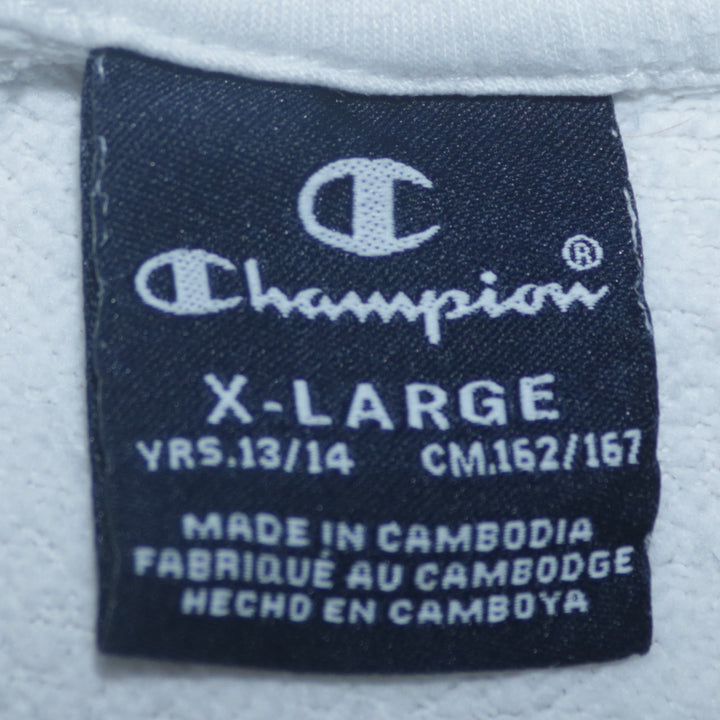 C
Champion®
X-LARGE
YRS.13/14 CM.162/167
MADE IN CAMBODIA
FABRIQUÉ AU CAMBODGE
HECHO EN CAMBOYA